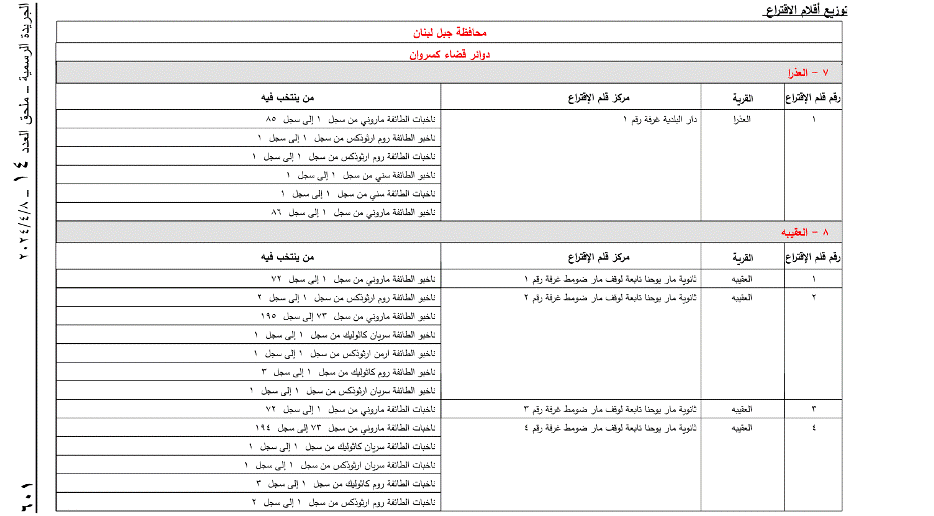 توزيع أقلام الاقتراع
محافظة جبل لبنان
دوائر قضاء كسروان
٧ - العذرا
رقم قلم الإقتراع القرية مركز قلم الإقتراع من ينتخب فيه
١ العذرا دار البلدية غرفة رقم ١ ناخبات الطائفة ماروني من سجل ١ إلى سجل ٨٥
ناخبو الطائفة روم ارثوذكس من سجل ١ إلى سجل ١
ناخبات الطائفة روم ارثوذكس من سجل ١ إلى سجل ١
ناخبو الطائفة سني من سجل ١ إلى سجل ١
ناخبات الطائفة سني من سجل ١ إلى سجل ١
ناخبو الطائفة ماروني من سجل ١ إلى سجل ٨٦
٨ - العقيبه
رقم قلم الإقتراع القرية مركز قلم الإقتراع من ينتخب فيه
١ العقيبه ثانوية مار يوحنا تابعة لوقف مار ضومط غرفة رقم ١ ناخبو الطائفة ماروني من سجل ١ إلى سجل ٧٢
٢ العقيبه ثانوية مار يوحنا تابعة لوقف مار ضومط غرفة رقم ٢ ناخبو الطائفة روم ارثوذكس من سجل ١ إلى سجل ٢
ناخبو الطائفة ماروني من سجل ٧٣ إلى سجل ١٩٥
ناخبو الطائفة سريان كاثوليك من سجل ١ إلى سجل ١
ناخبو الطائفة ارمن ارثوذكس من سجل ١ إلى سجل ١
ناخبو الطائفة روم كاثوليك من سجل ١ إلى سجل ٣
ناخبو الطائفة سريان ارثوذكس من سجل ١ إلى سجل ١
٣ العقيبه ثانوية مار يوحنا تابعة لوقف مار ضومط غرفة رقم ٣ ناخبات الطائفة ماروني من سجل ١ إلى سجل ٧٢
٤ العقيبه ثانوية مار يوحنا تابعة لوقف مار ضومط غرفة رقم ٤ ناخبات الطائفة ماروني من سجل ٧٣ إلى سجل ١٩٤
ناخبات الطائفة سريان كاثوليك من سجل ١ إلى سجل ١
ناخبات الطائفة سريان ارثوذكس من سجل ١ إلى سجل ١
ناخبات الطائفة روم كاثوليك من سجل ١ إلى سجل ٣
ناخبات الطائفة روم ارثوذكس من سجل ١ إلى سجل ٢
الجريدة الرسمية – ملحق العدد ١٤ – ٢٠٢٤/٤/٨
٦٠١